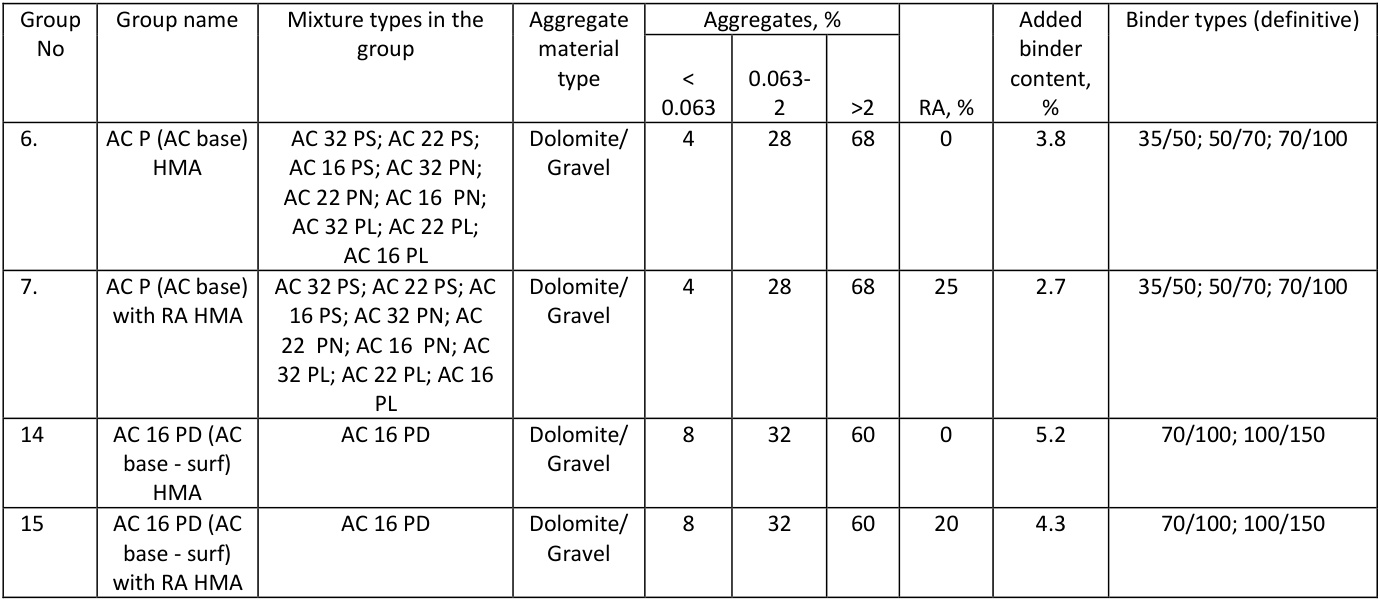 Group No
Group name
Mixture types in the group
Aggregate material type
Aggregates, %
< 0.063
0.063-2
>2
RA, %
Added binder content, %
Binder types (definitive)
6.
AC P (AC base)
HMA
AC 32 PS; AC 22 PS;
AC 16 PS; AC 32 PN;
AC 22 PN; AC 16  PN;
AC 32 PL; AC 22 PL;
AC 16 PL
Dolomite/
Gravel
4
28
68
0
3.8
35/50; 50/70; 70/100
7.
AC P (AC base)
with RA HMA
AC 32 PS; AC 22 PS; AC
16 PS; AC 32 PN; AC
22  PN; AC 16  PN; AC
32 PL; AC 22 PL; AC 16
PL
Dolomite/
Gravel
4
28
68
25
2.7
35/50; 50/70; 70/100
14
AC 16 PD (AC
base - surf)
HMA
AC 16 PD
Dolomite/
Gravel
8
32
60
0
5.2
70/100; 100/150
15
AC 16 PD (AC
base - surf)
with RA HMA
AC 16 PD
Dolomite/
Gravel
8
32
60
20
4.3
70/100; 100/150